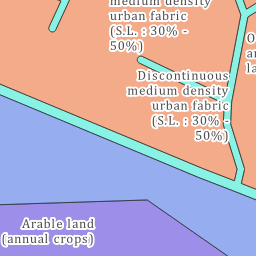 medium density
urban fabric
(S.L. : 30% -
50%)
Discontinuous
medium density
urban fabric
(S.L. : 30% -
50%)
Arable land
(annual crops)